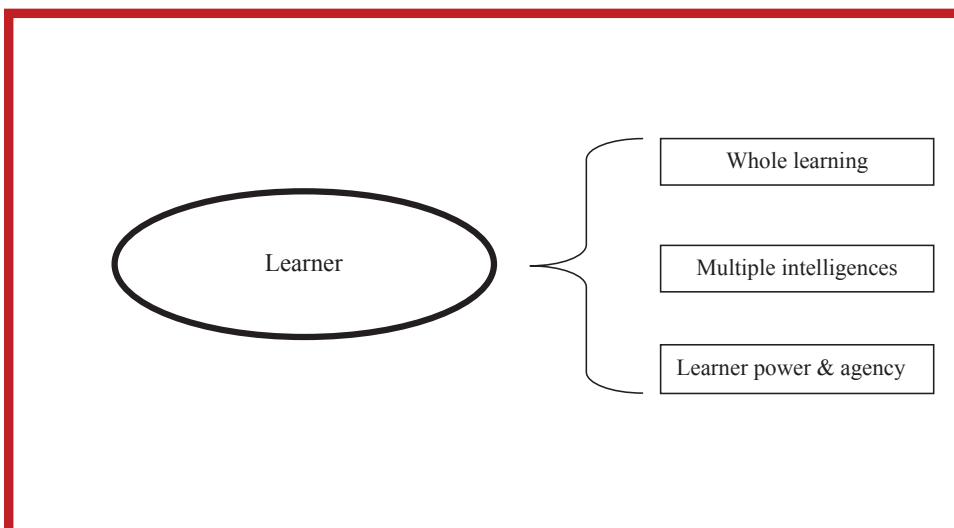 Learner
Whole learning
Multiple intelligences
Learner power & agency